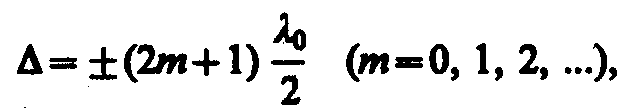 Δ = ±(2m+1) λ₀/2 (m=0, 1, 2, ...),